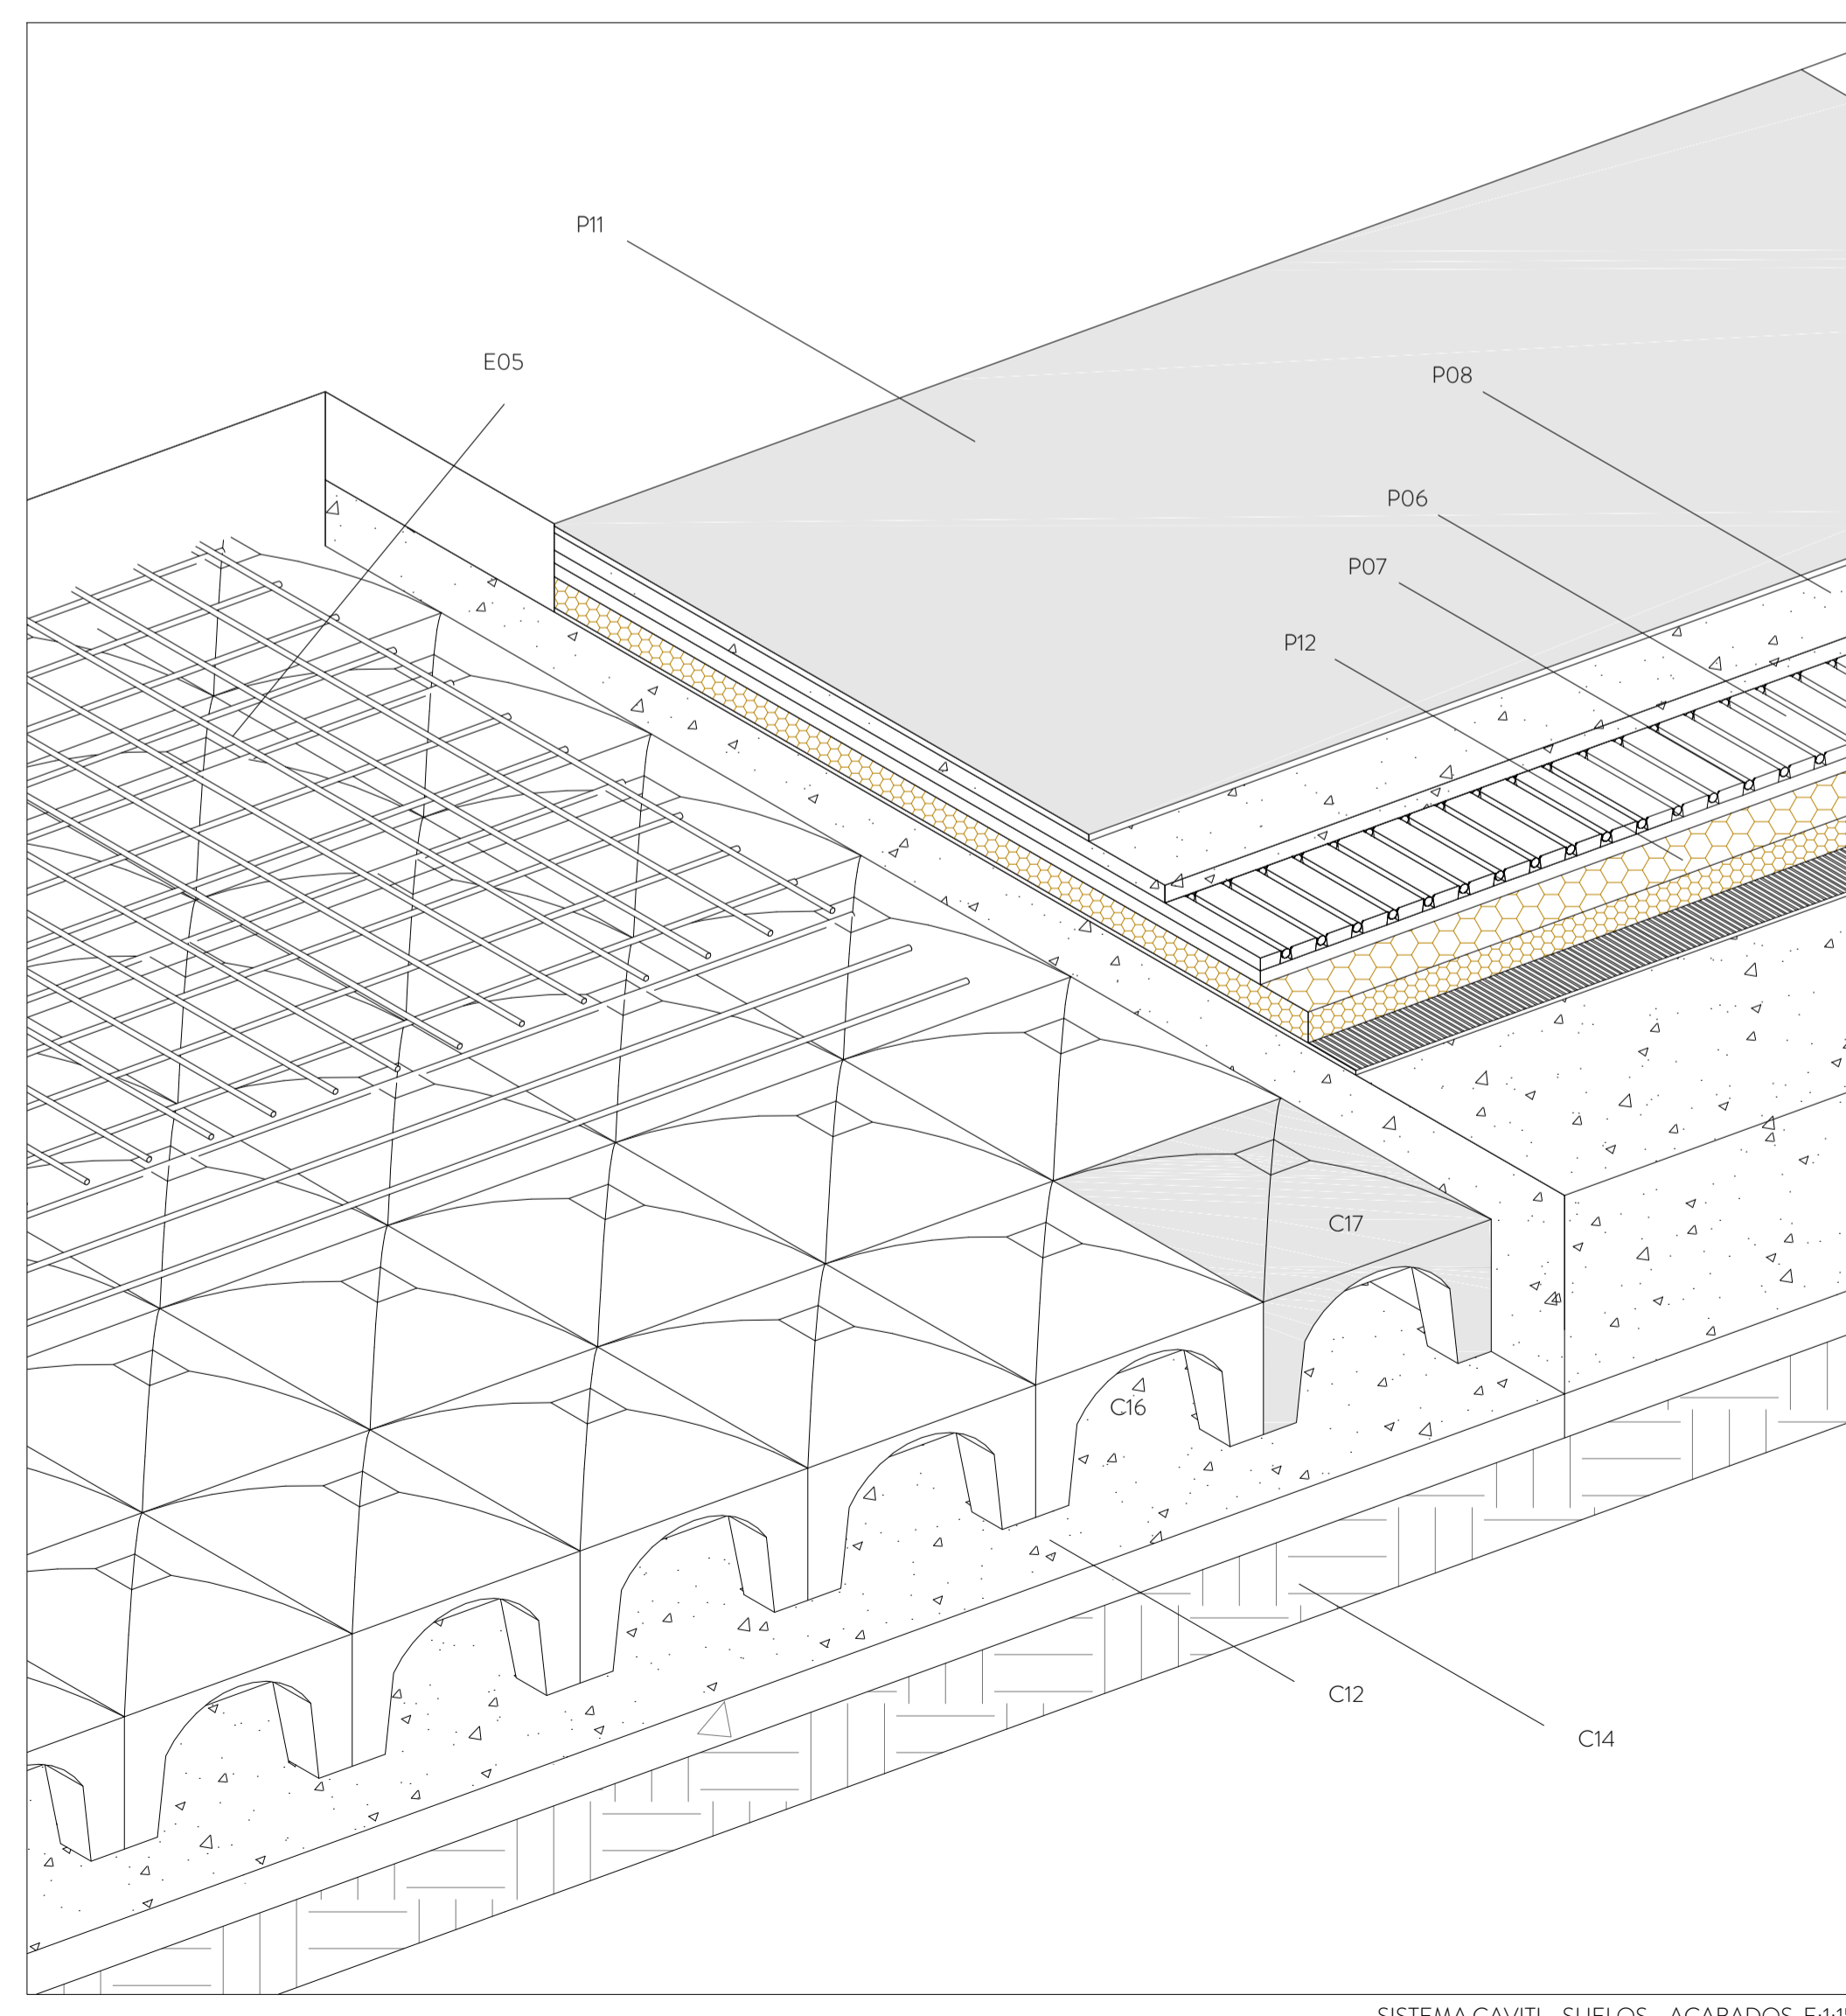 P11
E05
P08
P06
P07
P12
C17
C16
C12
C14
SISTEMA CAVITI - SUELOS - ACABADOS